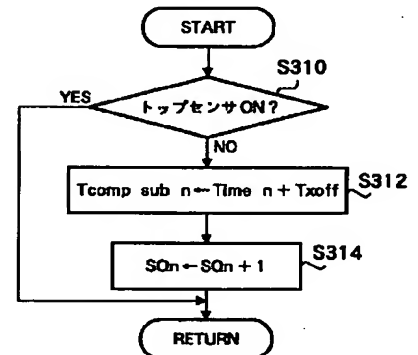 START
S310
YES
トップセンサON?
NO
Tcomp sub n←Time n + Txoff
S312
SQn←SQn + 1
S314
RETURN